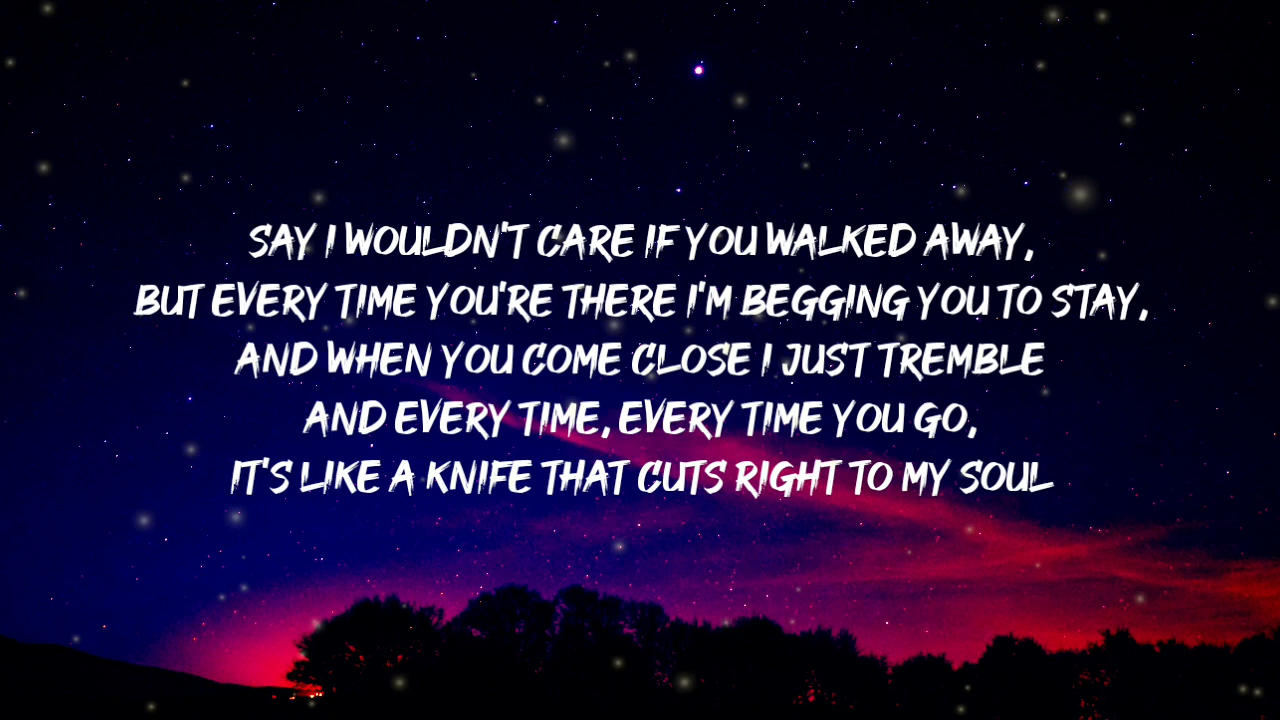 SAY I WOULDN'T CARE IF YOU WALKED AWAY,
BUT EVERY TIME YOU'RE THERE I'M BEGGING YOU TO STAY,
AND WHEN YOU COME CLOSE I JUST TREMBLE
AND EVERY TIME, EVERY TIME YOU GO,
IT'S LIKE A KNIFE THAT CUTS RIGHT TO MY SOUL